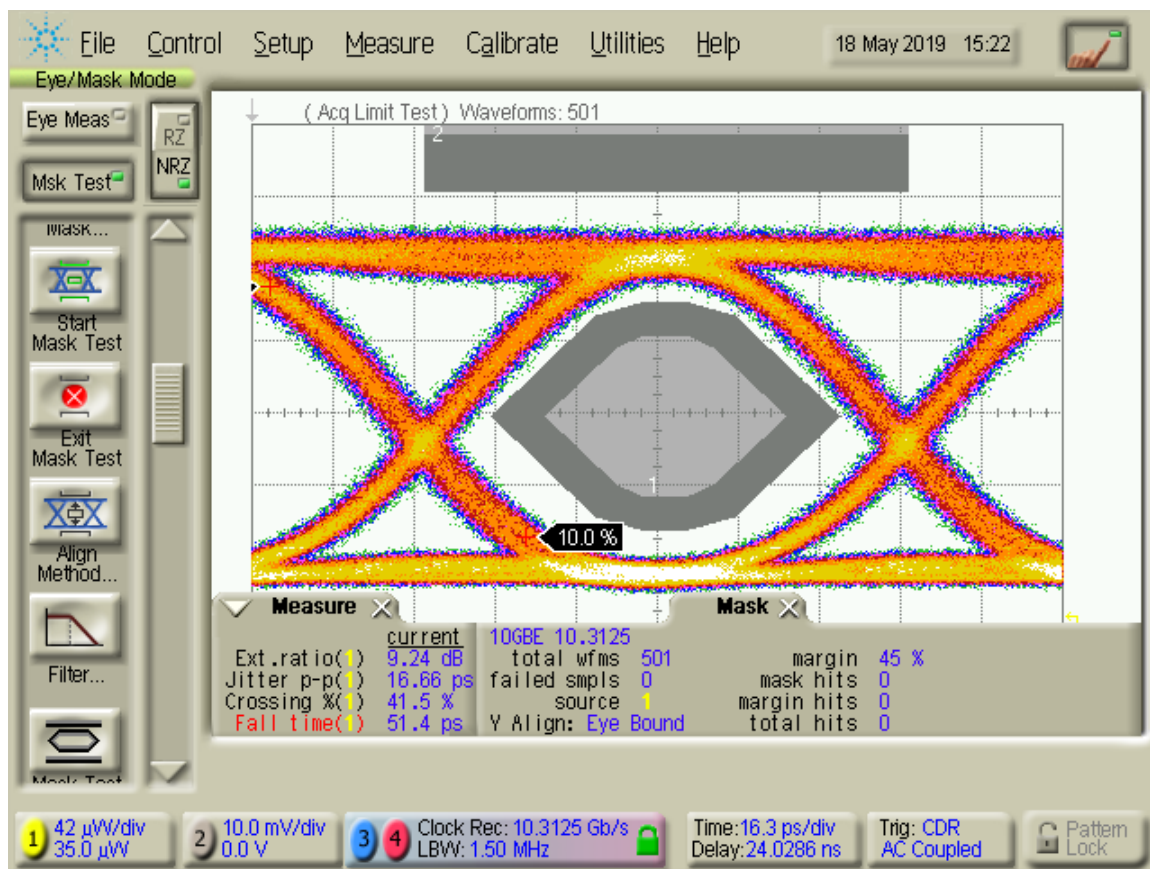 File Control Setup Measure Calibrate Utilities Help 18 May 2019 15:22
Eye/Mask Mode
Eye Meas
RZ
NRZ
Msk Test
Mask...
Start
Mask Test
Exit
Mask Test
Align
Method...
Filter...
Mask Test
( Acq Limit Test ) Waveforms: 501
2
1
10.0 %
Measure
current
Ext.ratio(1) 9.24 dB
Jitter p-p(1) 16.66 ps
Crossing %(1) 41.5 %
Fall time(1) 51.4 ps
Mask
10GBE 10.3125
total wfms 501 margin 45 %
failed smpls 0 mask hits 0
source 1 margin hits 0
Y Align: Eye Bound total hits 0
1 42 µW/div
35.0 µW
2 10.0 mV/div
0.0 V
3 4 Clock Rec: 10.3125 Gb/s
LBW: 1.50 MHz
Time:16.3 ps/div
Delay:24.0286 ns
Trig: CDR
AC Coupled
Pattern
Lock